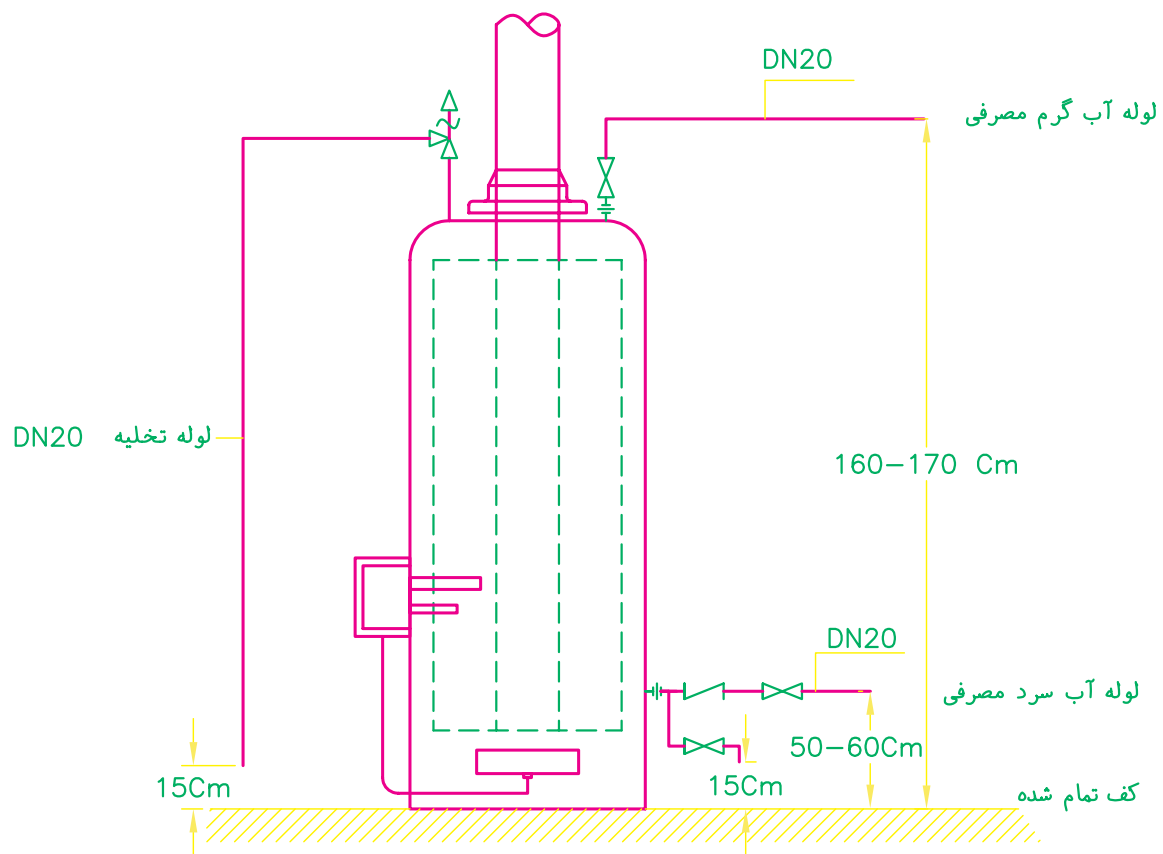 DN20
لوله آب گرم مصرفی
DN20 لوله تخلیه
160-170 Cm
DN20
لوله آب سرد مصرفی
50-60Cm
15Cm
15Cm
کف تمام شده